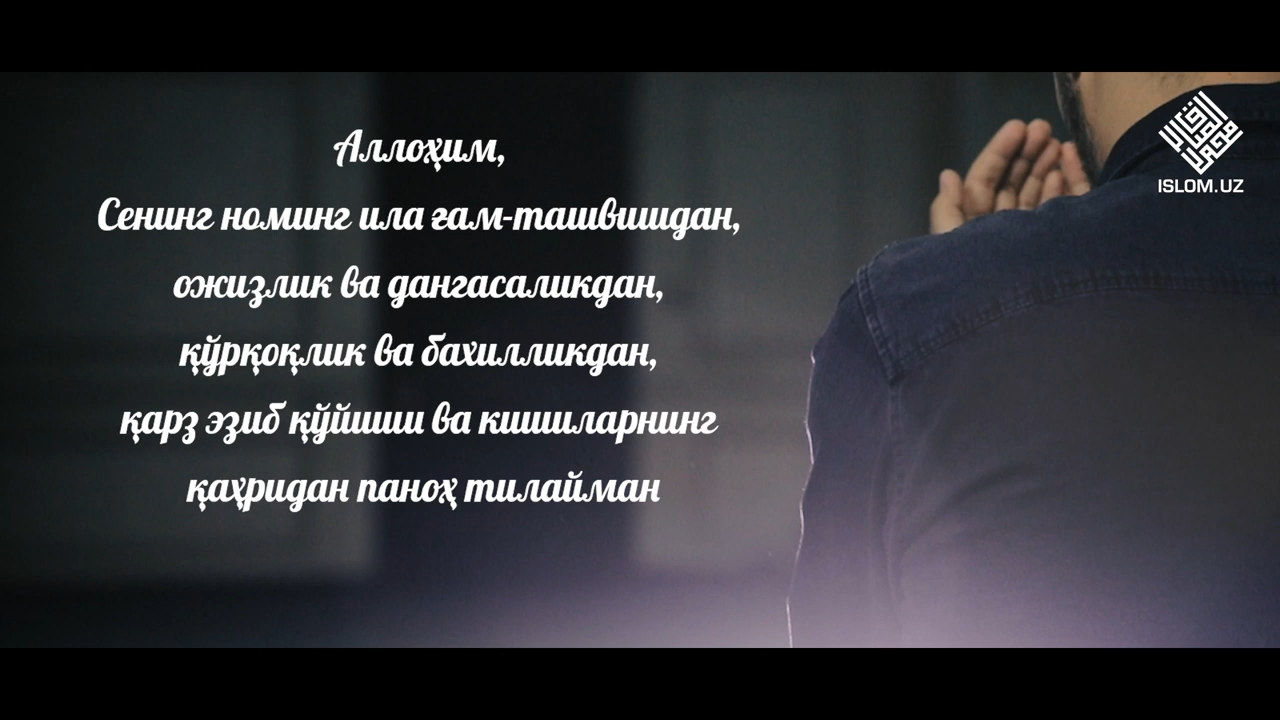 Аллоҳим,
Сенинг номинг ила ғам-ташвишдан,
ожизлик ва дангасаликдан,
қўрқоқлик ва бахилликдан,
қарз эзиб қўйиши ва кишиларнинг
қаҳридан паноҳ тилайман
ISLOM.UZ